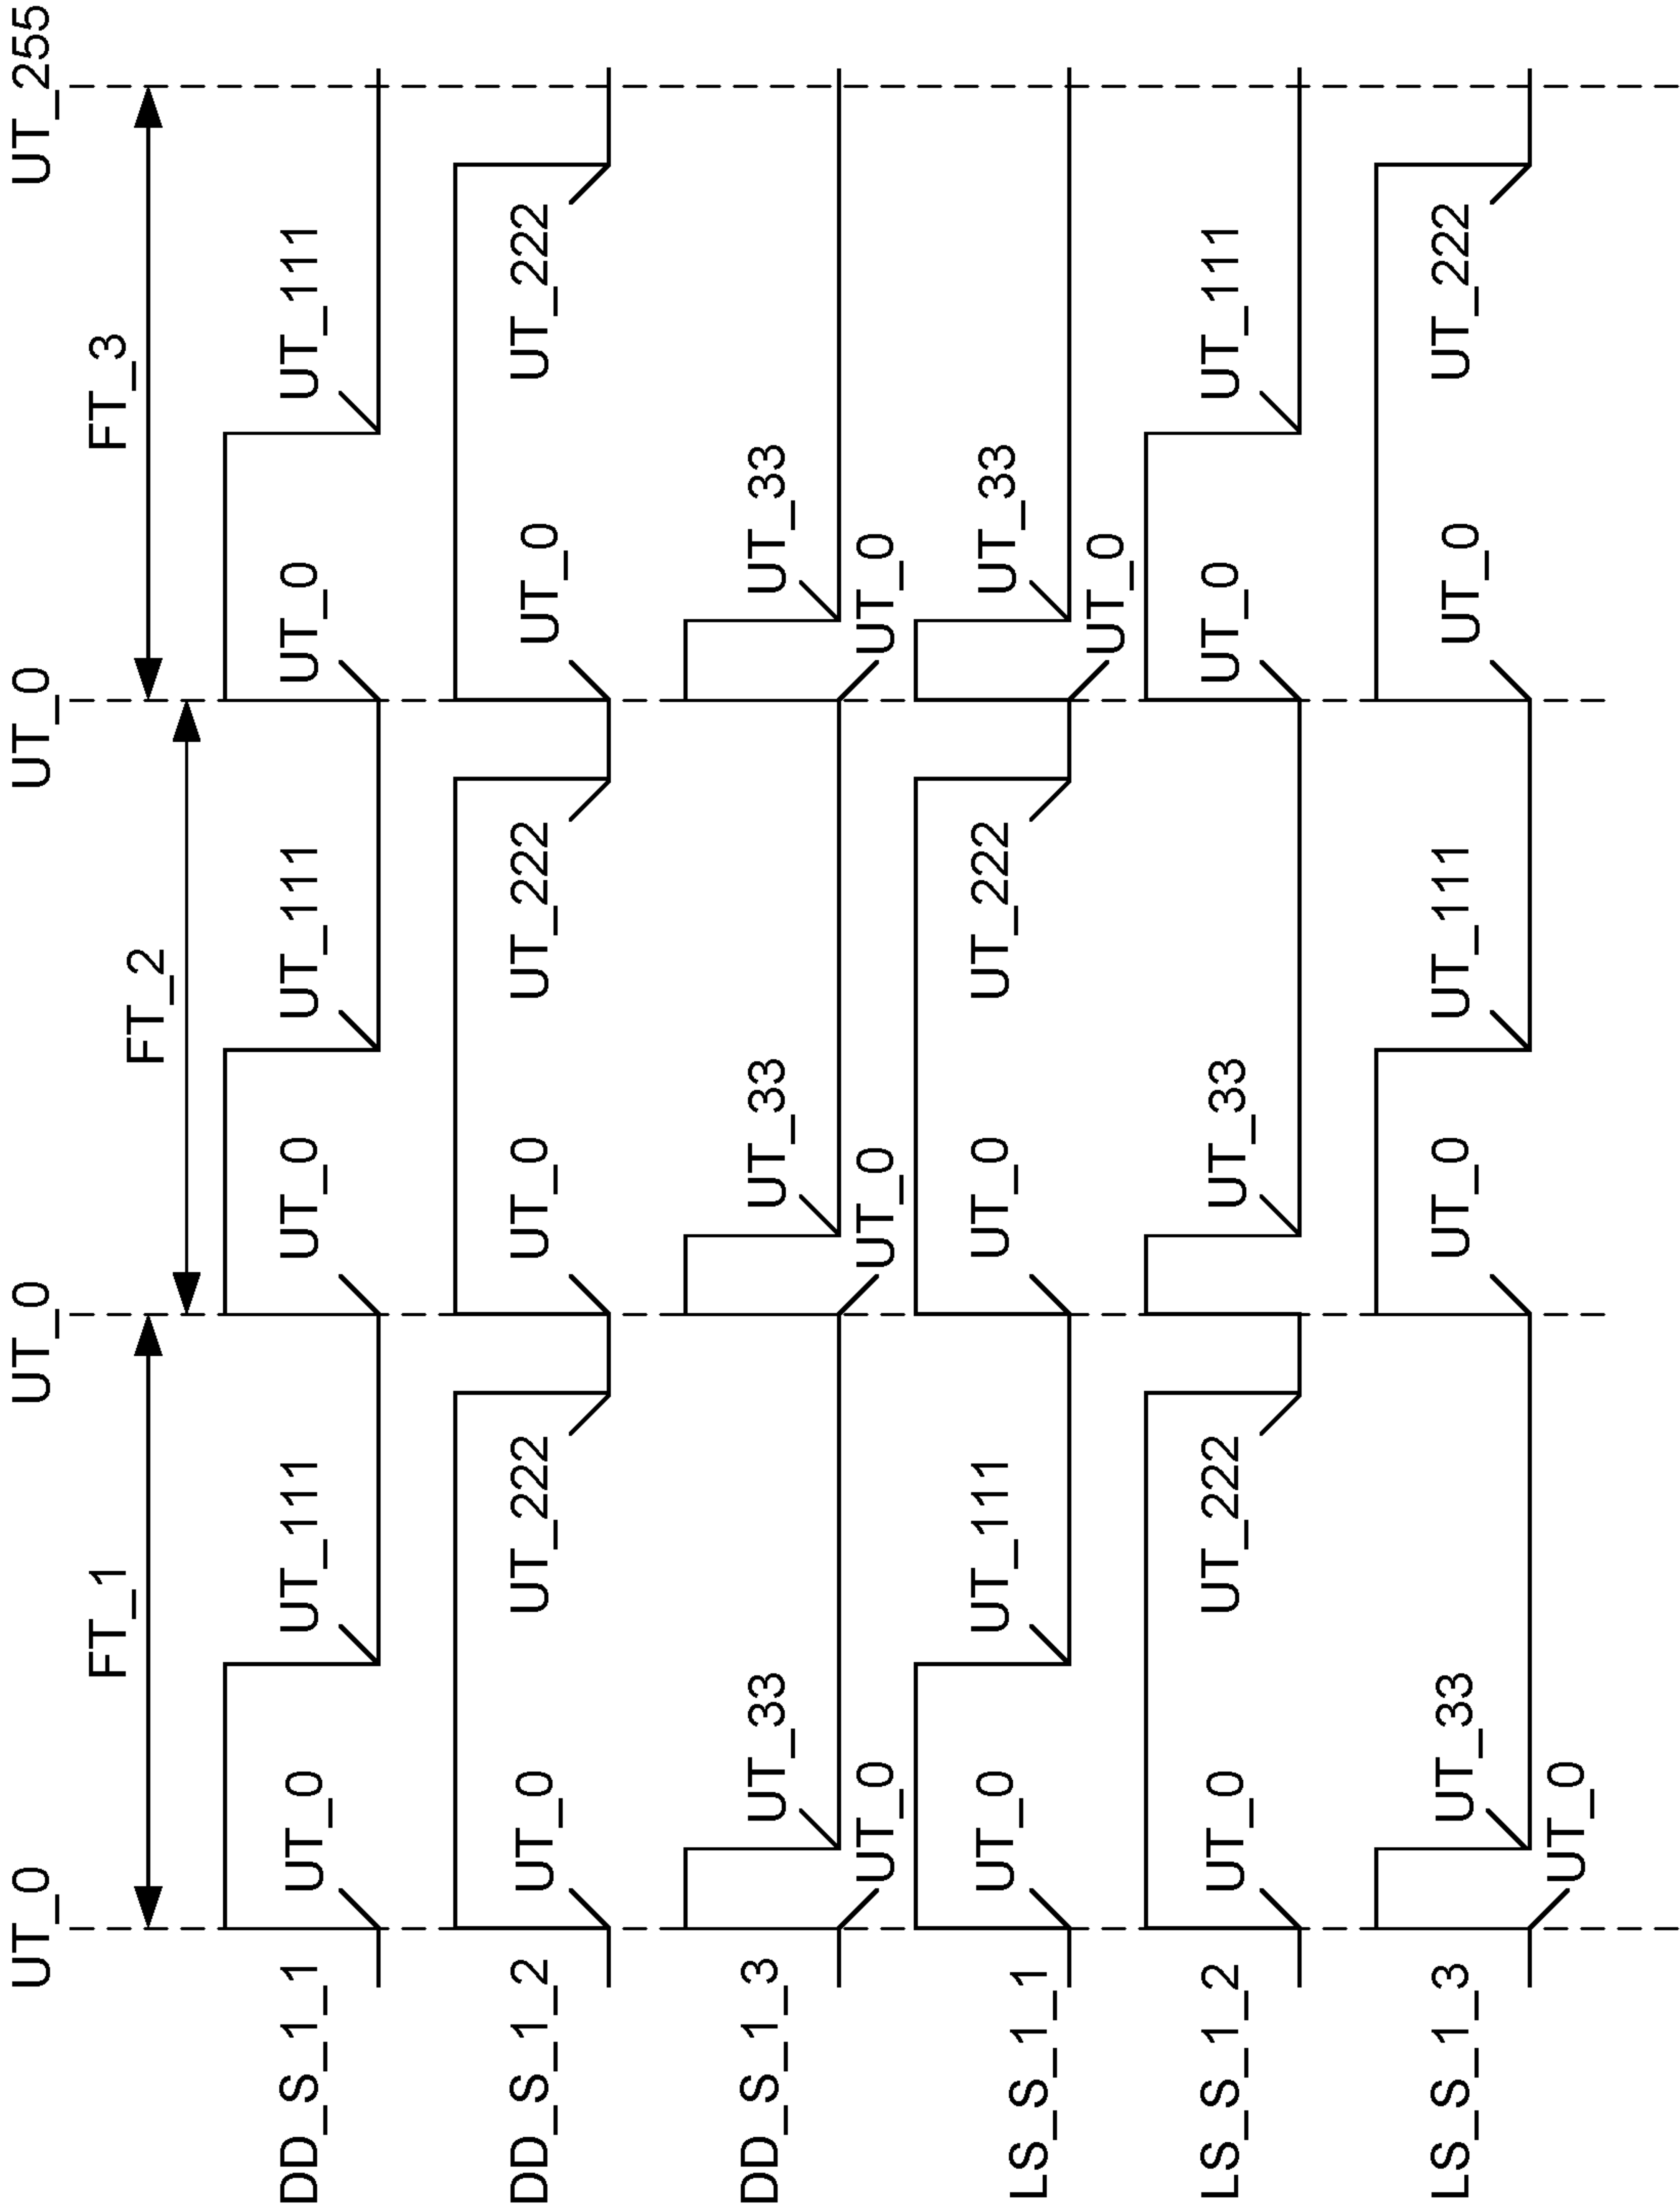 UT_0 UT_0 UT_0 UT_255
FT_1 FT_2 FT_3
DD_S_1_1 UT_0 UT_111 UT_0 UT_111 UT_0 UT_111
DD_S_1_2 UT_0 UT_222 UT_0 UT_222 UT_0 UT_222
DD_S_1_3 UT_33 UT_33 UT_33
UT_0 UT_0 UT_0
LS_S_1_1 UT_0 UT_111 UT_0 UT_222 UT_33
UT_0
LS_S_1_2 UT_0 UT_222 UT_33 UT_0 UT_111
LS_S_1_3 UT_33 UT_0 UT_111 UT_0 UT_222
UT_0